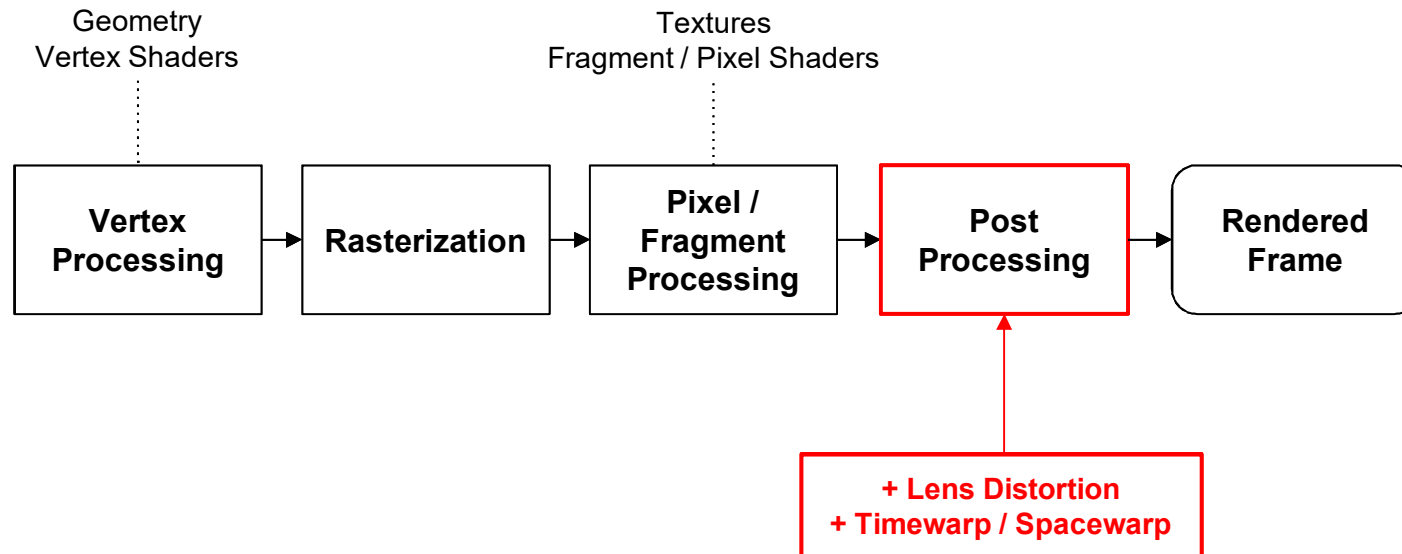 Geometry
Vertex Shaders
Textures
Fragment / Pixel Shaders
Vertex
Processing
Rasterization
Pixel /
Fragment
Processing
Post
Processing
Rendered
Frame
+ Lens Distortion
+ Timewarp / Spacewarp